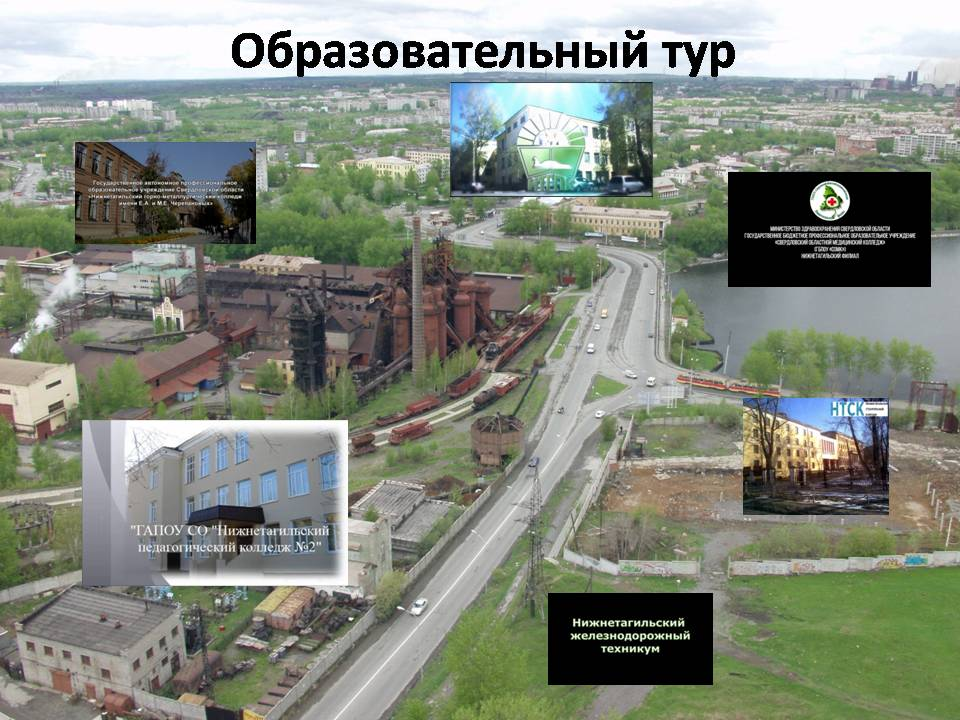 Образовательный тур
Государственное автономное профессиональное
образовательное учреждение Свердловской области
«Нижнетагильский горно-металлургический колледж
имени Е.А. и М.Е. Черепановых»
МИНИСТЕРСТВО ЗДРАВООХРАНЕНИЯ СВЕРДЛОВСКОЙ ОБЛАСТИ
ГОСУДАРСТВЕННОЕ БЮДЖЕТНОЕ ПРОФЕССИОНАЛЬНОЕ ОБРАЗОВАТЕЛЬНОЕ УЧРЕЖДЕНИЕ
«СВЕРДЛОВСКИЙ ОБЛАСТНОЙ МЕДИЦИНСКИЙ КОЛЛЕДЖ»
(ГБПОУ «СОМК»)
НИЖНЕТАГИЛЬСКИЙ ФИЛИАЛ
НТСК
"ГАПОУ СО "Нижнетагильский
педагогический колледж №2"
Нижнетагильский
железнодорожный
техникум